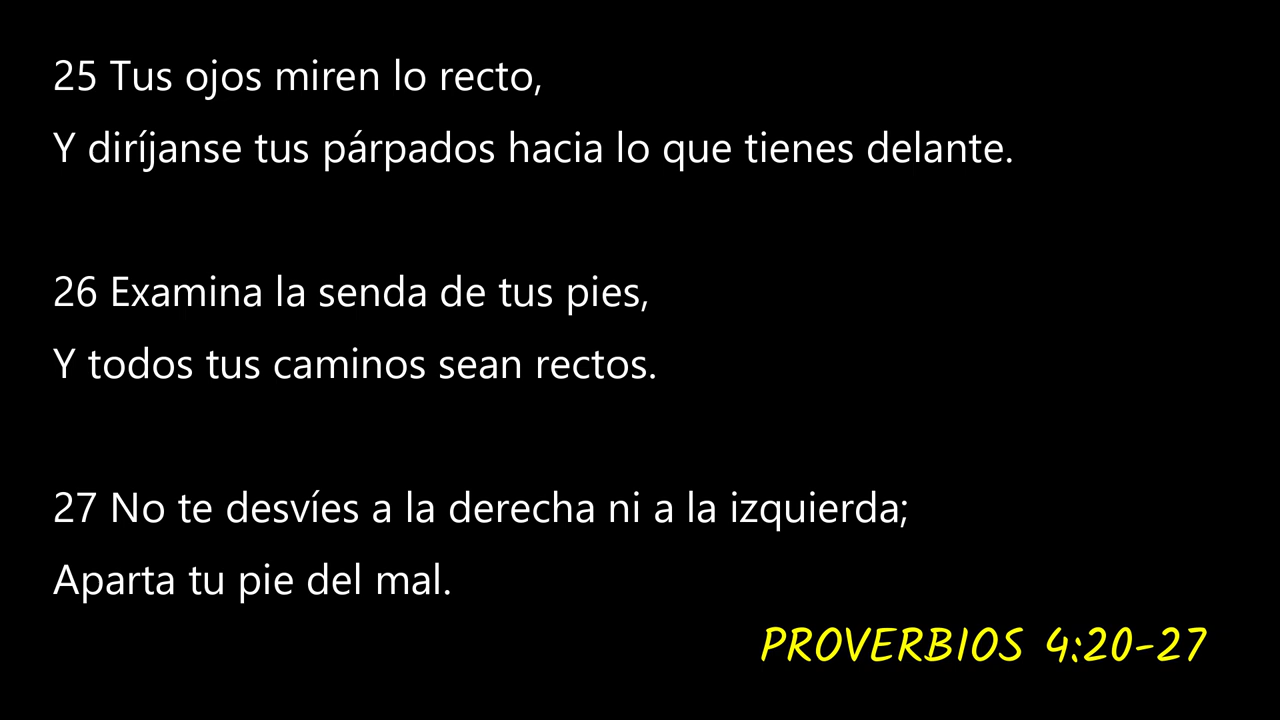 25 Tus ojos miren lo recto,
Y diríjanse tus párpados hacia lo que tienes delante.
26 Examina la senda de tus pies,
Y todos tus caminos sean rectos.
27 No te desvíes a la derecha ni a la izquierda;
Aparta tu pie del mal.
PROVERBIOS 4:20-27